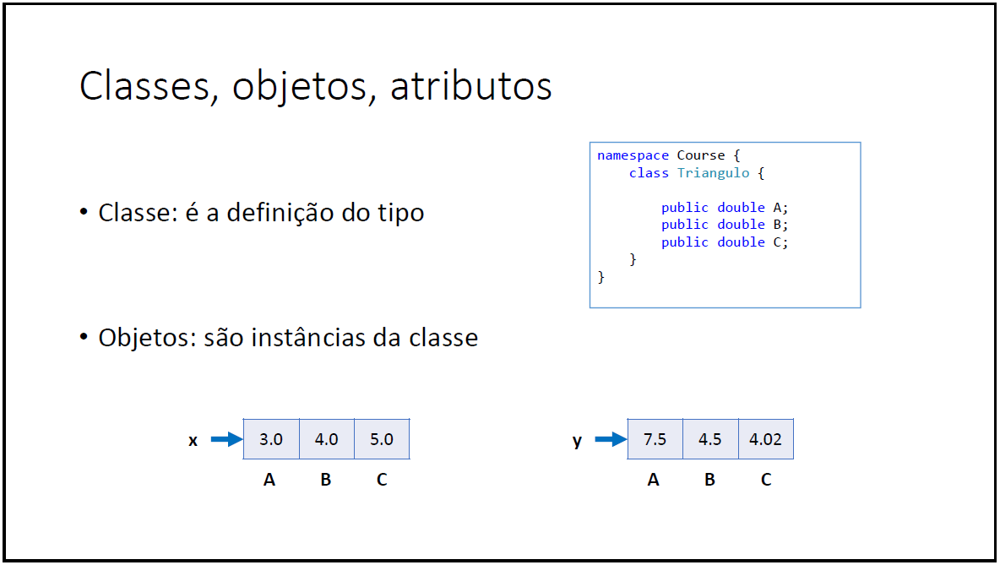 Classes, objetos, atributos
• Classe: é a definição do tipo
namespace Course {
class Triangulo {
public double A;
public double B;
public double C;
}
}
• Objetos: são instâncias da classe
x 3.0 4.0 5.0
A B C
y 7.5 4.5 4.02
A B C